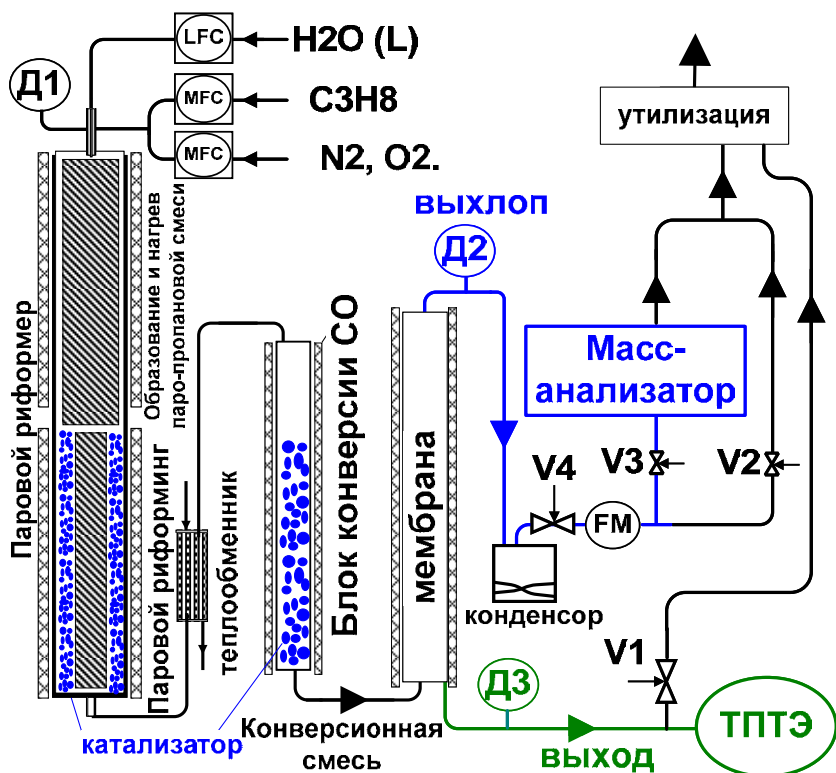 LFC
H2O (L)
Д1
MFC
C3H8
MFC
N2, O2.
утилизация
выхлоп
Д2
Паровой риформер
Образование и нагрев
паро-пропановой смеси
Паровой риформинг
теплообменник
Блок конверсии СО
мембрана
Масс-
анализатор
V4
V3
V2
FM
конденсор
V1
Д3
ТПТЭ
выход
катализатор
Конверсионная
смесь